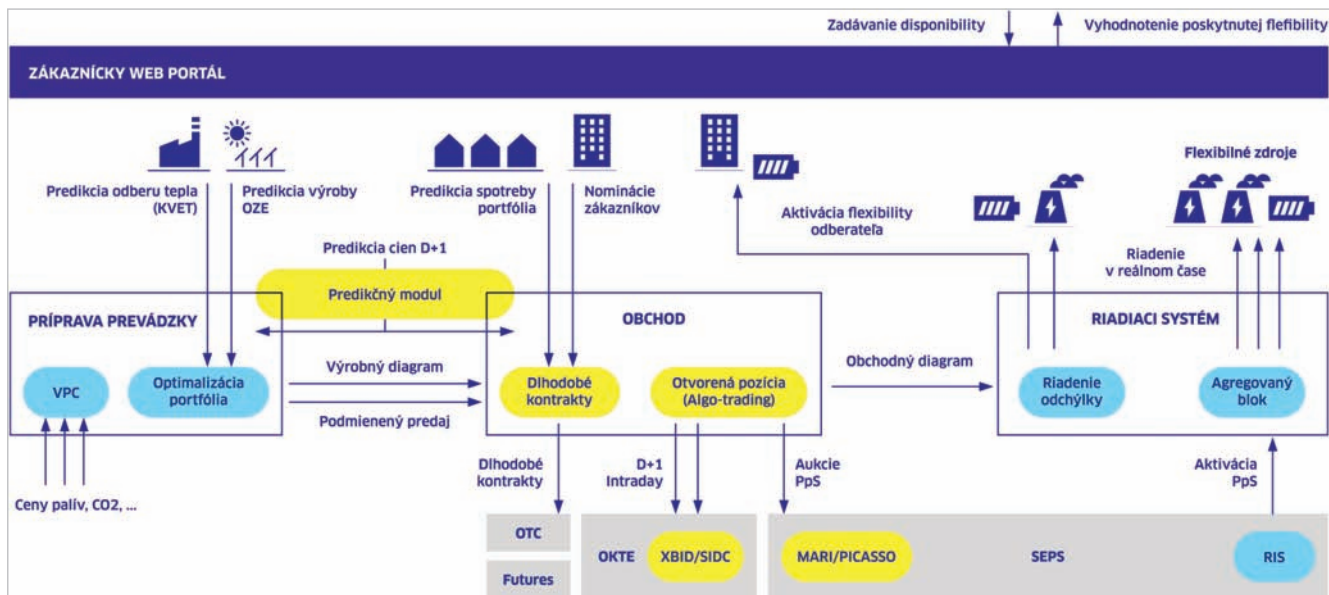 Zadávanie disponibility
Vyhodnotenie poskytnutej flefibility
ZÁKAZNÍCKY WEB PORTÁL
Predikcia odberu tepla
(KVET)
Predikcia výroby
OZE
Predikcia spotreby
portfólia
Nominácie
zákazníkov
Aktivácia flexibility
odberateľa
Flexibilné zdroje
Riadenie
v reálnom čase
Predikcia cien D+1
Predikčný modul
PRÍPRAVA PREVÁDZKY
VPC
Optimalizácia
portfólia
Výrobný diagram
Podmienený predaj
OBCHOD
Dlhodobé
kontrakty
Otvorená pozícia
(Algo-trading)
Obchodný diagram
RIADIACI SYSTÉM
Riadenie
odchýlky
Agregovaný
blok
Ceny palív, CO2, ...
Dlhodobé
kontrakty
D+1
Intraday
Aukcie
PpS
Aktivácia
PpS
OTC
Futures
OKTE
XBID/SIDC
MARI/PICASSO
SEPS
RIS